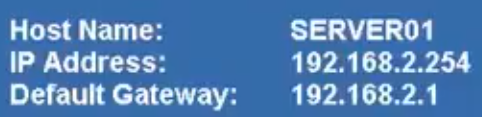 Host Name: SERVER01
IP Address: 192.168.2.254
Default Gateway: 192.168.2.1